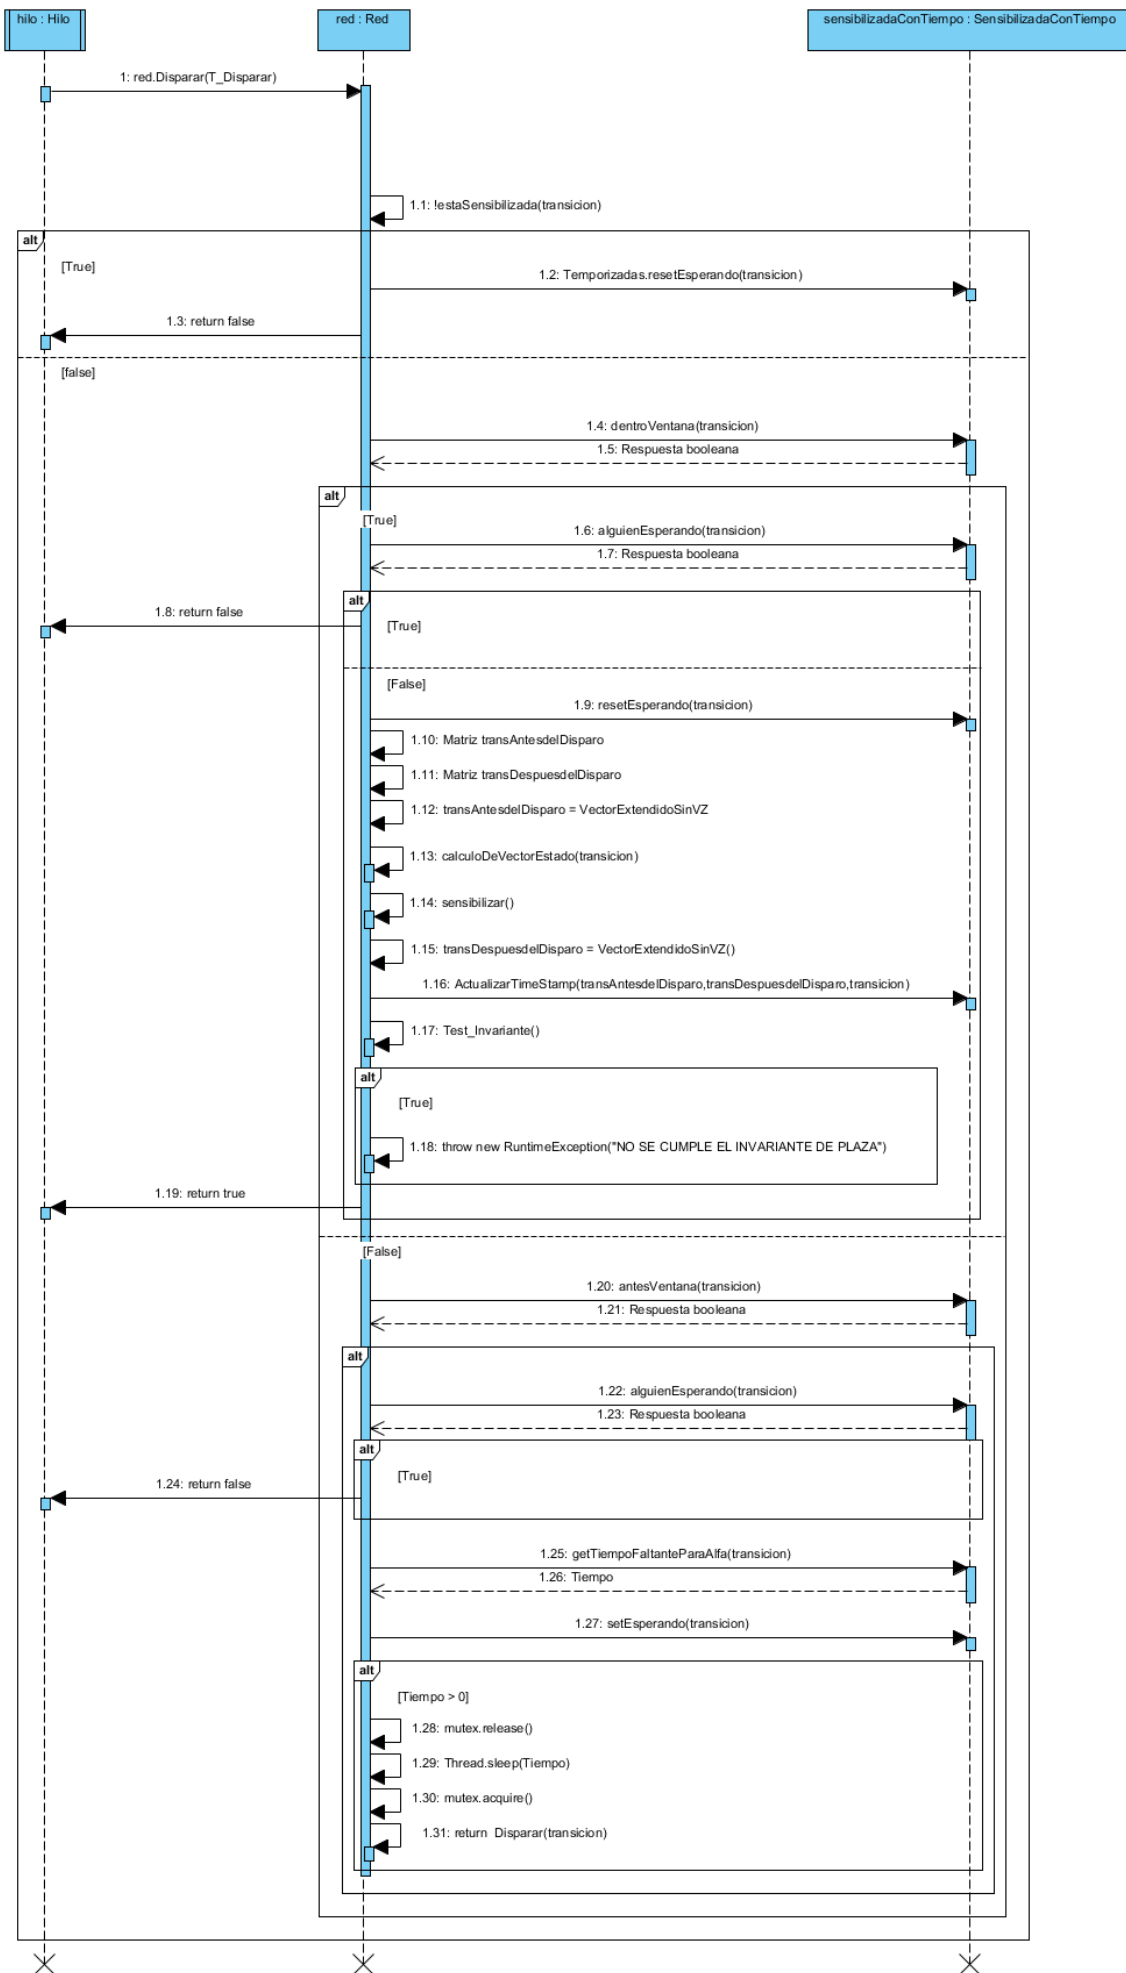 hilo : Hilo
red : Red
sensibilizadaConTiempo : SensibilizadaConTiempo
1: red.Disparar(T_Disparar)
1.1: !estaSensibilizada(transicion)
alt
[True]
1.2: Temporizadas.resetEsperando(transicion)
1.3: return false
[false]
1.4: dentroVentana(transicion)
1.5: Respuesta booleana
alt
[True]
1.6: alguienEsperando(transicion)
1.7: Respuesta booleana
alt
1.8: return false
[True]
[False]
1.9: resetEsperando(transicion)
1.10: Matriz transAntesdelDisparo
1.11: Matriz transDespuesdelDisparo
1.12: transAntesdelDisparo = VectorExtendidoSinVZ
1.13: calculoDeVectorEstado(transicion)
1.14: sensibilizar()
1.15: transDespuesdelDisparo = VectorExtendidoSinVZ()
1.16: ActualizarTimeStamp(transAntesdelDisparo,transDespuesdelDisparo,transicion)
1.17: Test_Invariante()
alt
[True]
1.18: throw new RuntimeException("NO SE CUMPLE EL INVARIANTE DE PLAZA")
1.19: return true
[False]
1.20: antesVentana(transicion)
1.21: Respuesta booleana
alt
1.22: alguienEsperando(transicion)
1.23: Respuesta booleana
alt
[True]
1.24: return false
1.25: getTiempoFaltanteParaAlfa(transicion)
1.26: Tiempo
1.27: setEsperando(transicion)
alt
[Tiempo > 0]
1.28: mutex.release()
1.29: Thread.sleep(Tiempo)
1.30: mutex.acquire()
1.31: return  Disparar(transicion)